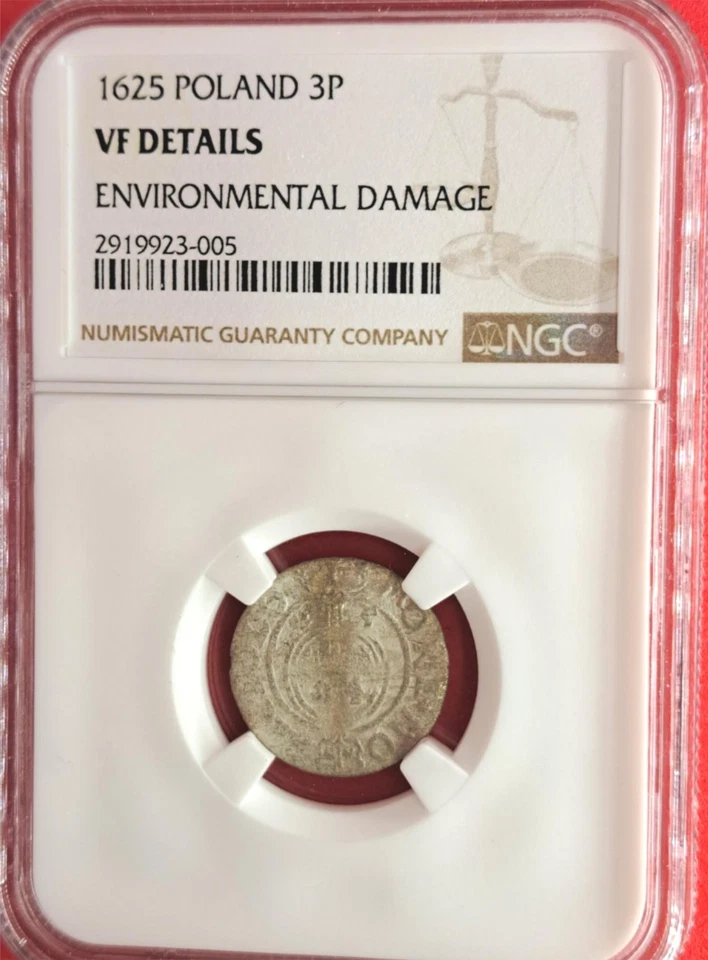 1625 POLAND 3P
VF DETAILS
ENVIRONMENTAL DAMAGE
2919923-005
NUMISMATIC GUARANTY COMPANY NGC®